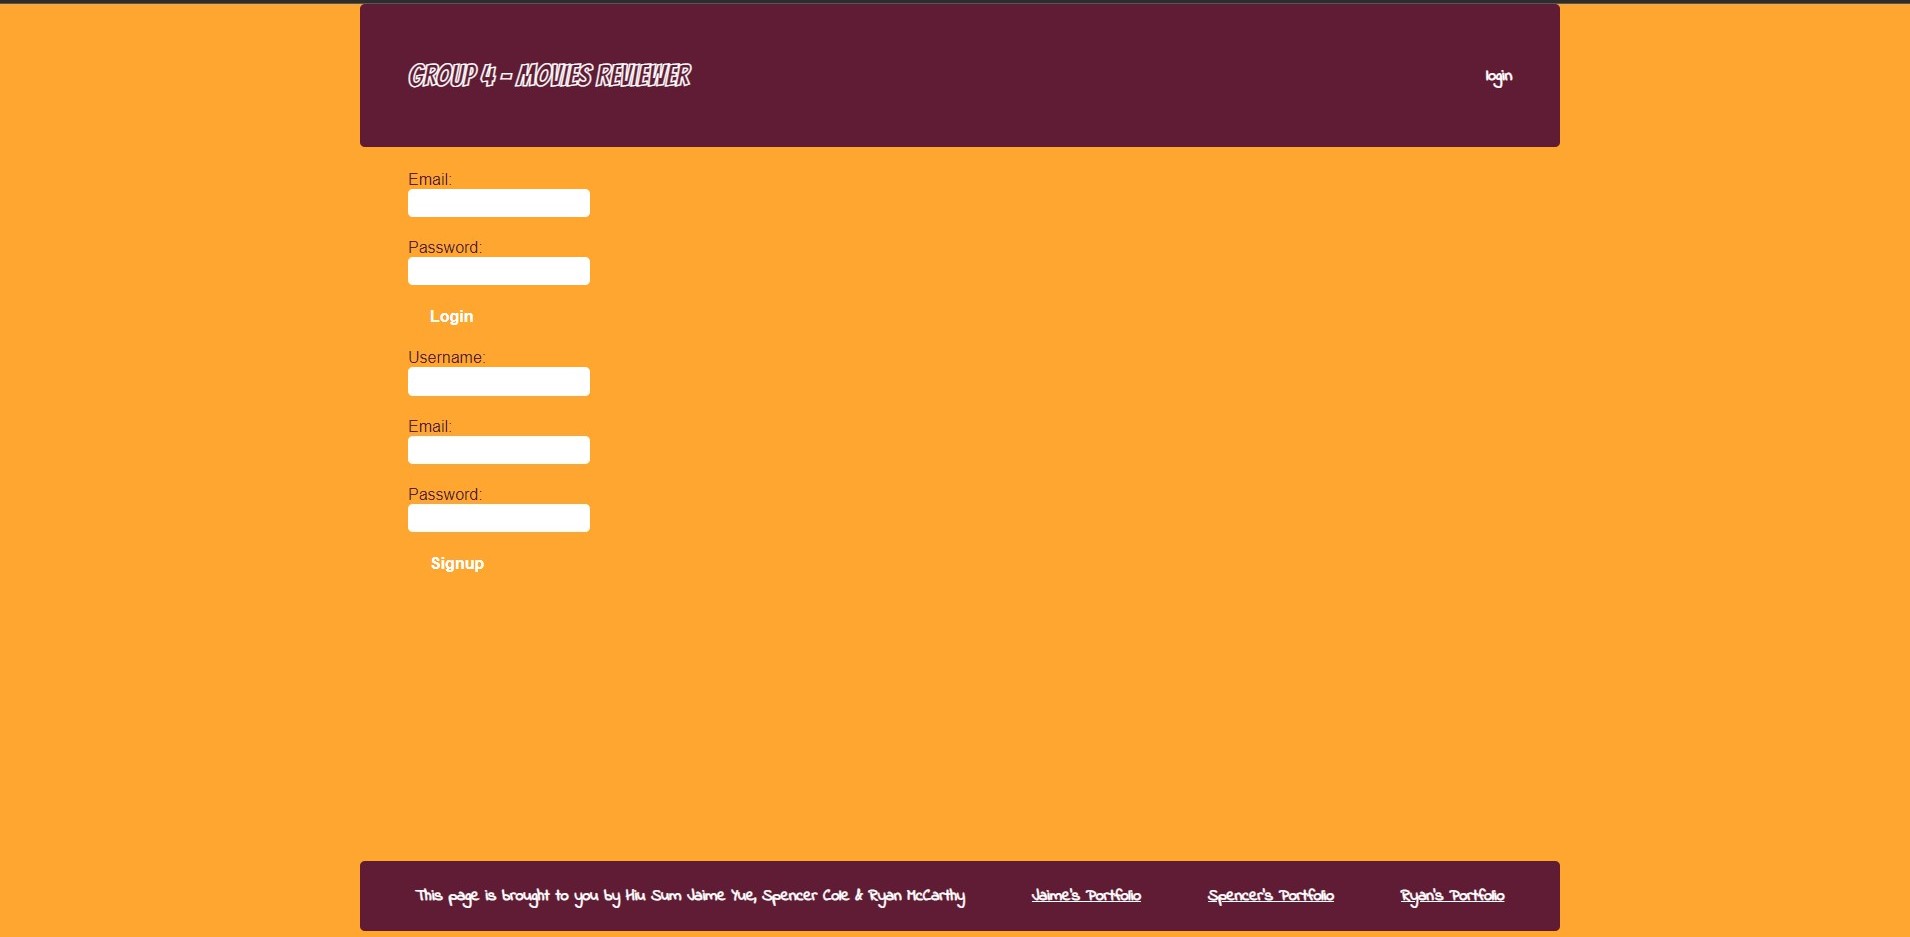 GROUP 4 - MOVIES REVIEWER
login
Email:
Password:
Login
Username:
Email:
Password:
Signup
This page is brought to you by Hiu Sum Jaime Yue, Spencer Cole & Ryan McCarthy
Jaime's Portfolio
Spencer's Portfolio
Ryan's Portfolio